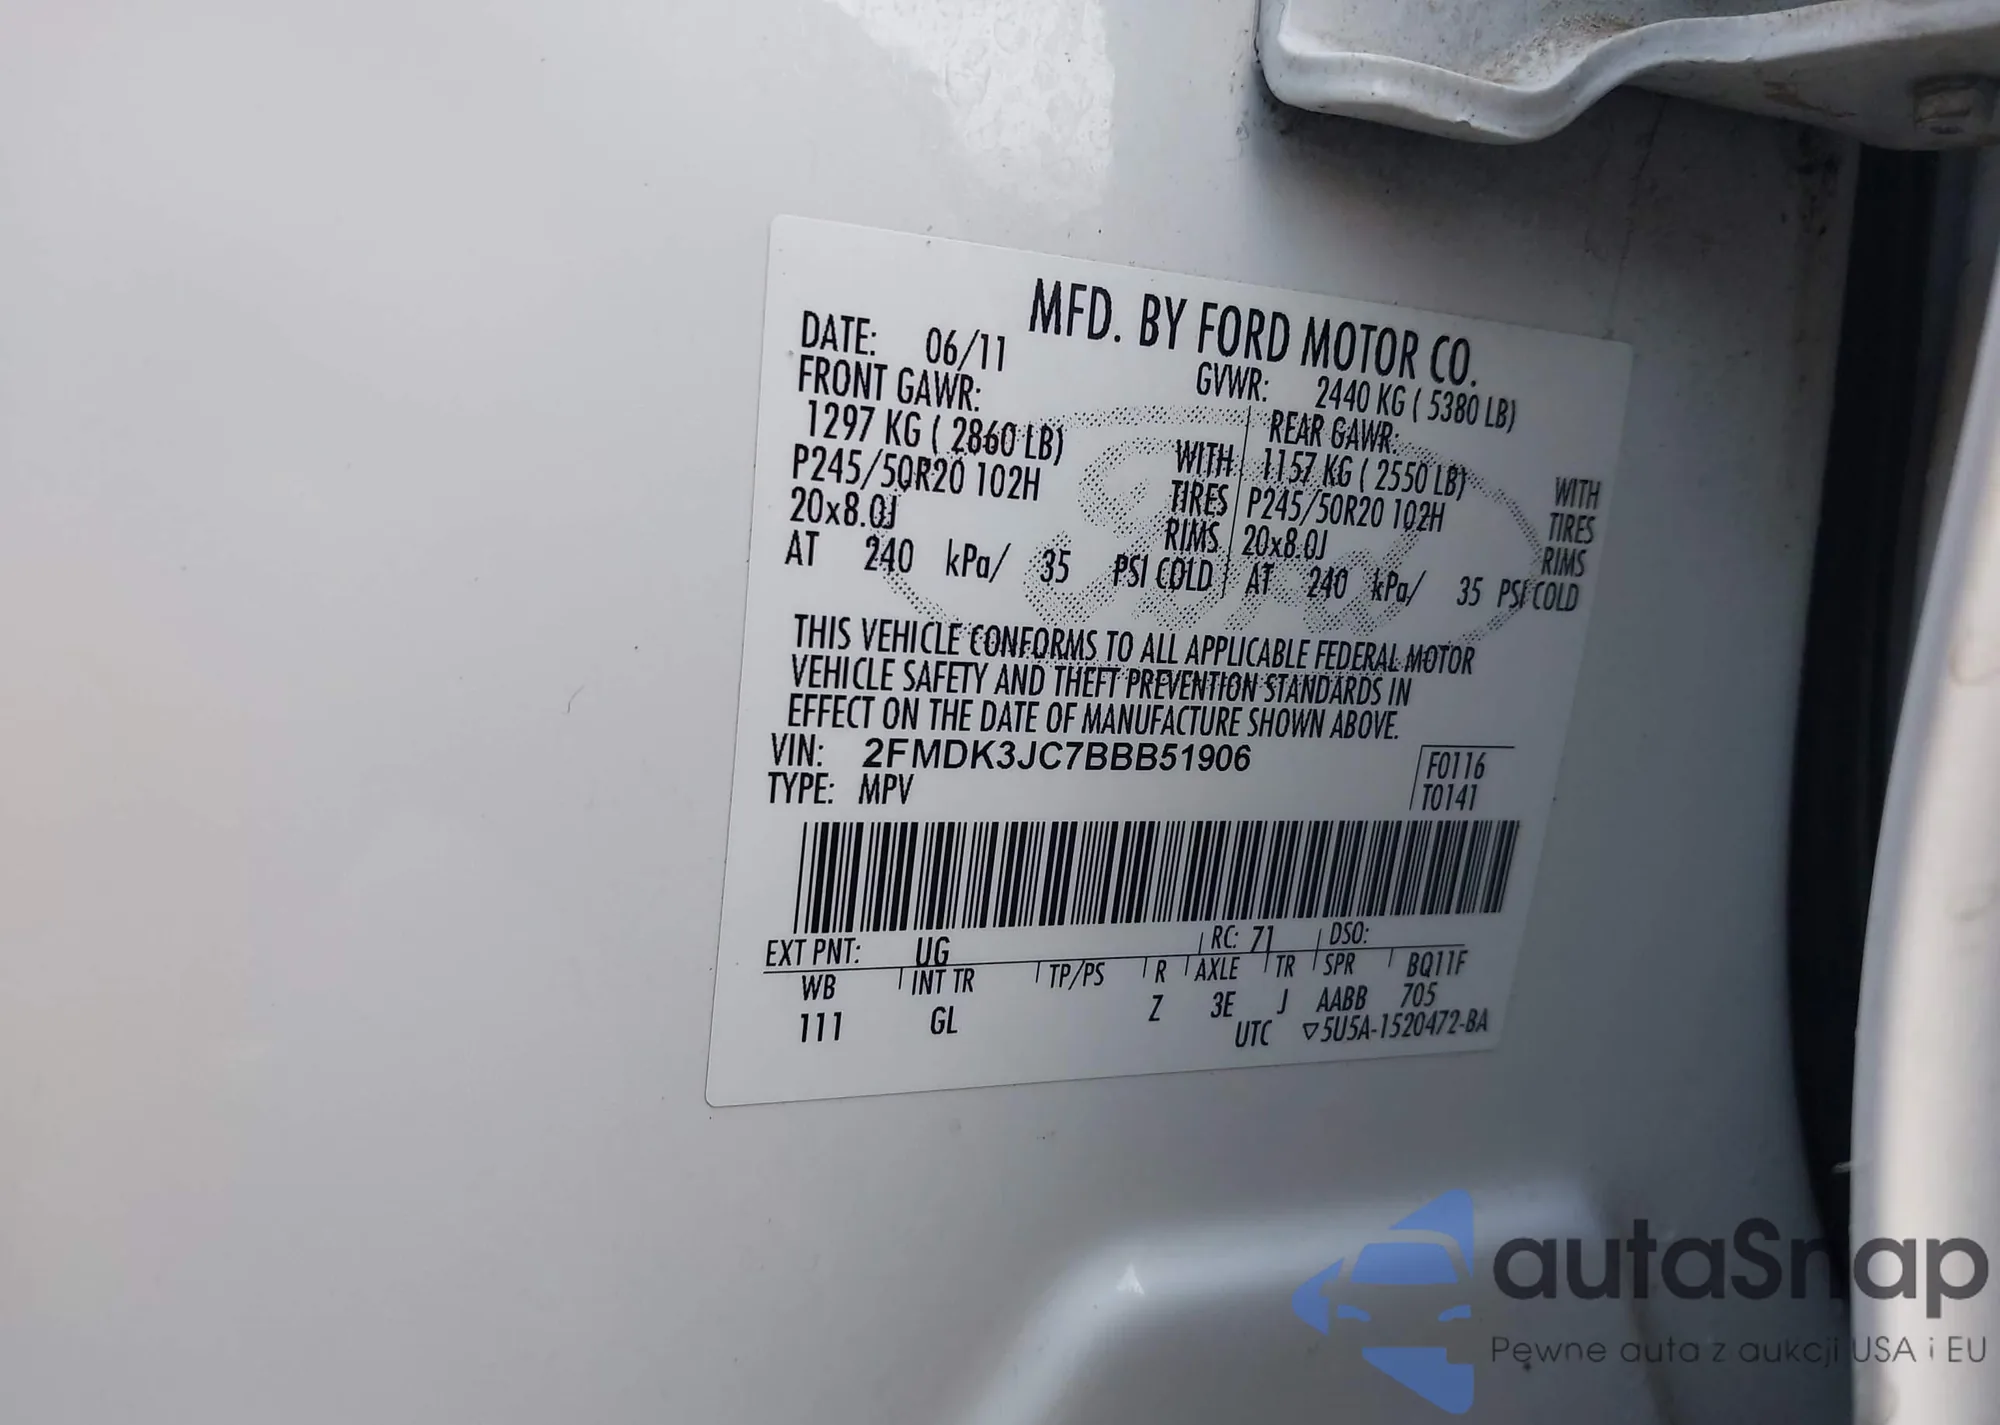 MFD. BY FORD MOTOR CO.
DATE: 06/11 GVWR: 2440 KG ( 5380 LB)
FRONT GAWR: REAR GAWR:
1297 KG ( 2860 LB) WITH 1157 KG ( 2550 LB) WITH
P245/50R20 102H TIRES P245/50R20 102H TIRES
20x8.0J RIMS 20x8.0J RIMS
AT 240 kPa/ 35 PSI COLD AT 240 kPa/ 35 PSI COLD
THIS VEHICLE CONFORMS TO ALL APPLICABLE FEDERAL MOTOR
VEHICLE SAFETY AND THEFT PREVENTION STANDARDS IN
EFFECT ON THE DATE OF MANUFACTURE SHOWN ABOVE.
VIN: 2FMDK3JC7BBB51906 F0116
TYPE: MPV T0141
EXT PNT: UG RC: 71 DSO:
WB INT TR TP/PS R AXLE TR SPR BQ11F
111 GL Z 3E J AABB 705
UTC ▽5U5A-1520472-BA
autaSnap
Pewne auta z aukcji USA i EU